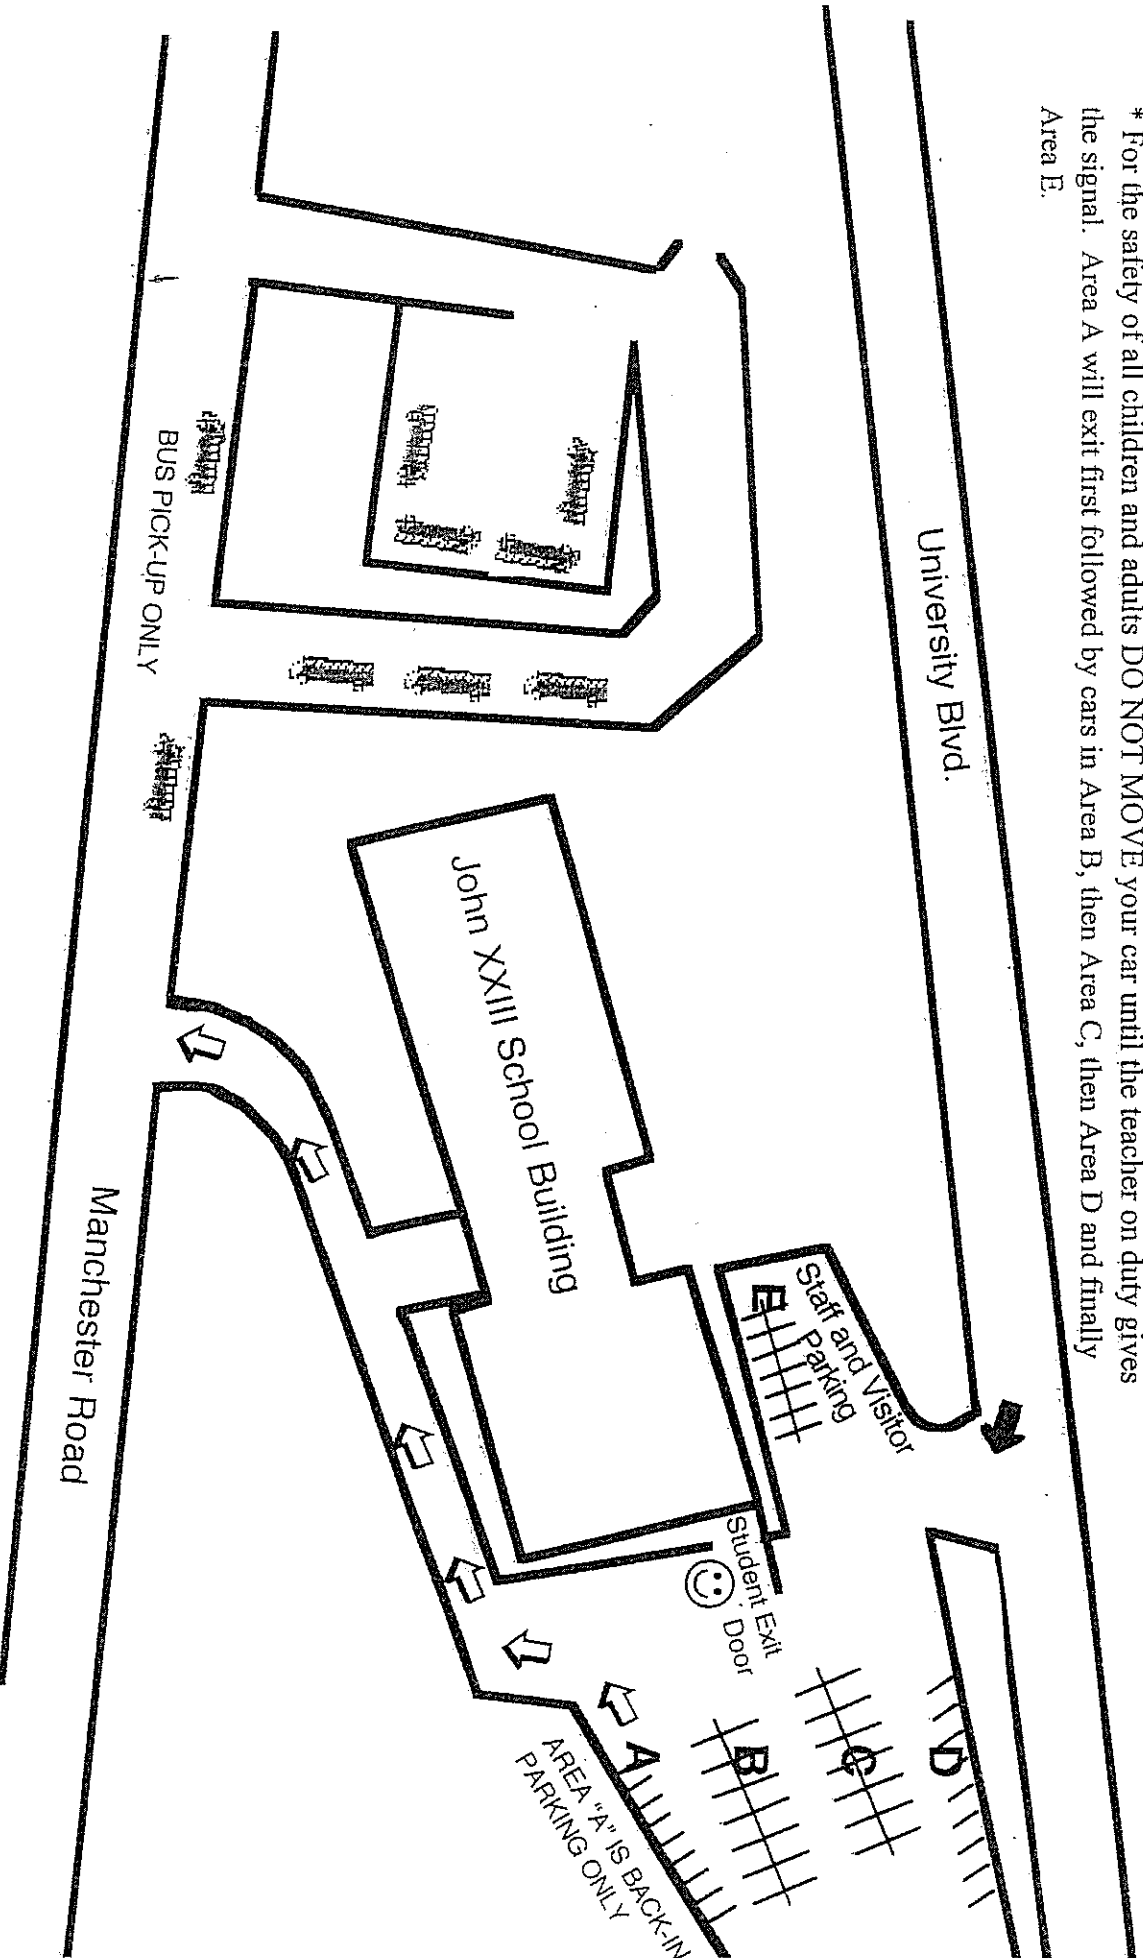 * For the safety of all children and adults DO NOT MOVE your car until the teacher on duty gives
the signal. Area A will exit first followed by cars in Area B, then Area C, then Area D and finally
Area E.
University Blvd.
Staff and Visitor
Parking
E
D
C
B
A
Student Exit
Door
AREA "A" IS BACK-IN
PARKING ONLY
John XXIII School Building
BUS PICK-UP ONLY
Manchester Road